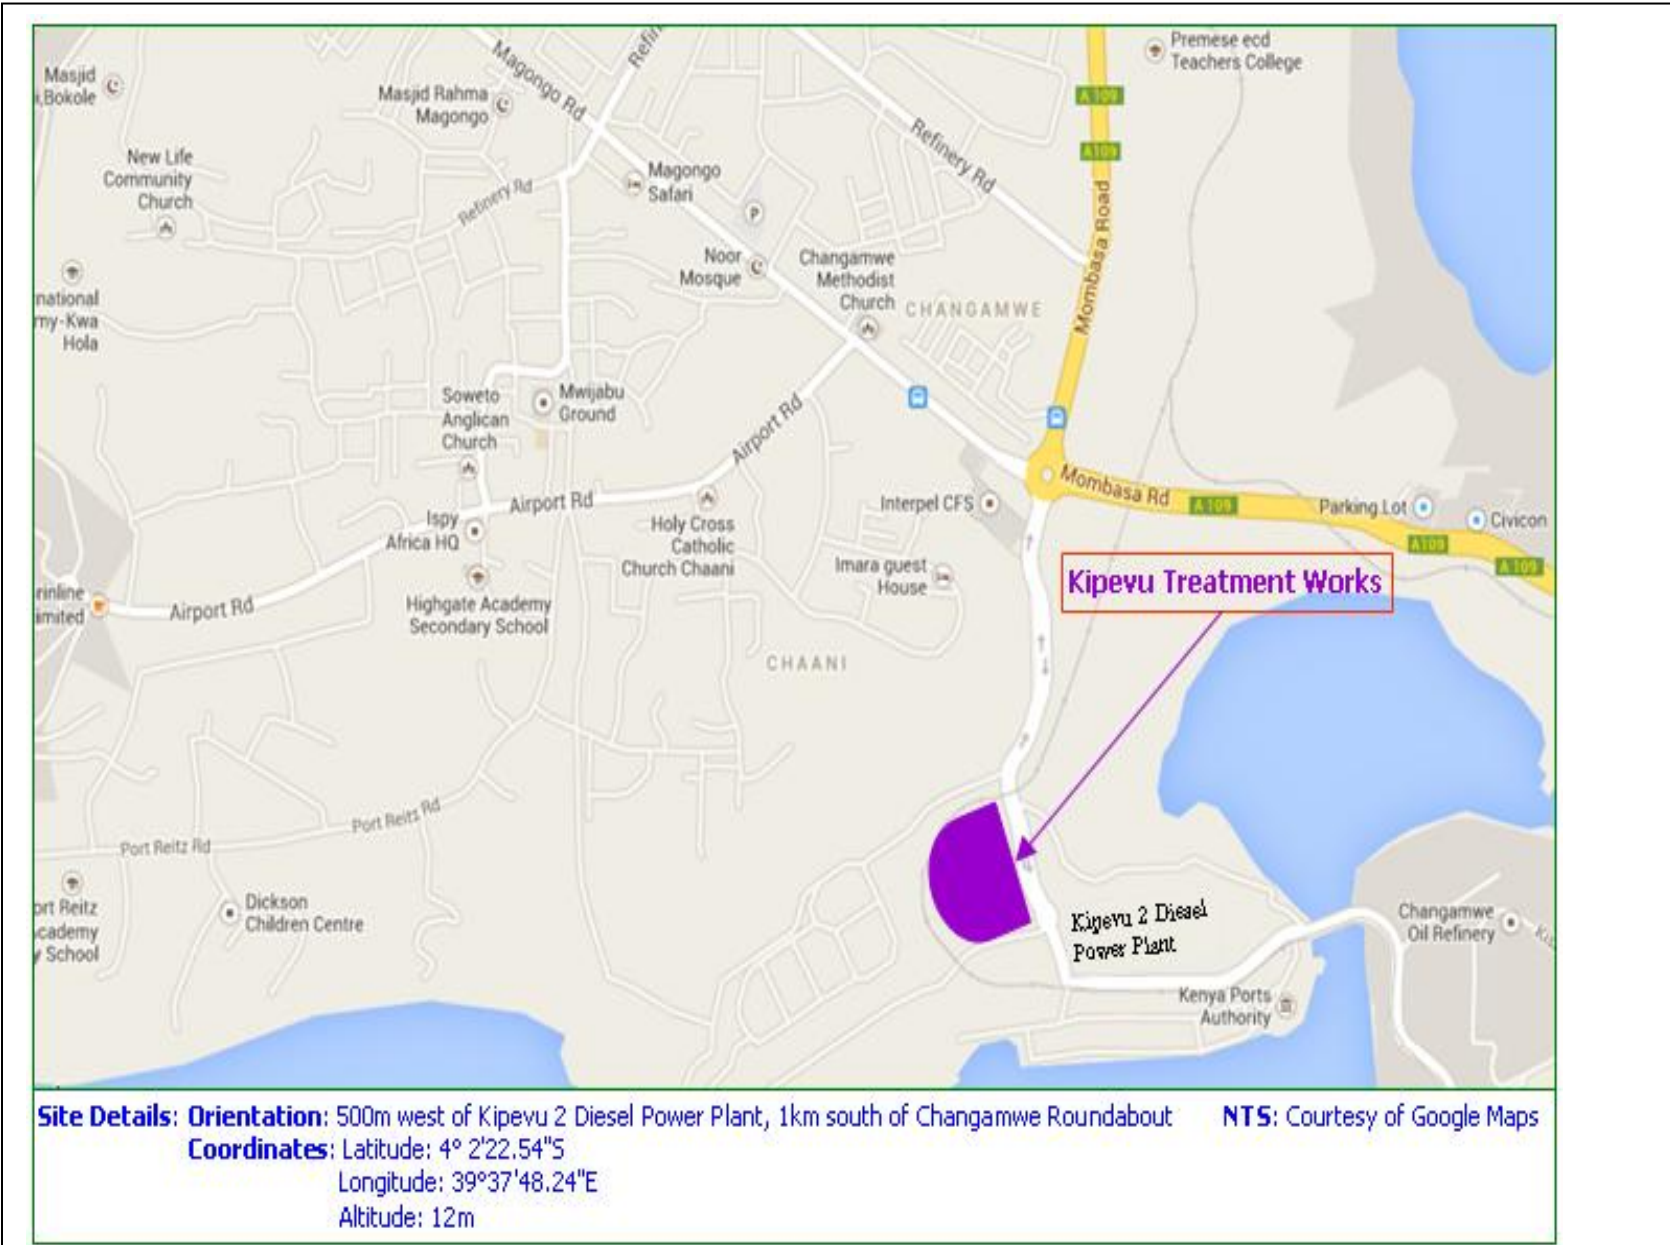 Premese ecd
Teachers College
Masjid
Bokole
Masjid Rahma
Magongo
Magongo Rd
A 109
A109
New Life
Community
Church
Magongo
Safari
P
Refinery Rd
Refinery Rd
Mombasa Road
Noor
Mosque
Changamwe
Methodist
Church
CHANGAMWE
Kwa
Hola
Soweto
Anglican
Church
Mwijabu
Ground
Airport Rd
Mombasa Rd
A109
Parking Lot
Civicon
A109
A 109
Interpel CFS
Airport Rd
Ispy
Africa HQ
Holy Cross
Catholic
Church Chaani
Imara guest
House
Kipevu Treatment Works
Airport Rd
Highgate Academy
Secondary School
CHAANI
Port Reitz Rd
Port Reitz Rd
Reitz
School
Dickson
Children Centre
Kipevu 2 Diesel
Power Plant
Changamwe
Oil Refinery
Kenya Ports
Authority
Site Details: Orientation: 500m west of Kipevu 2 Diesel Power Plant, 1km south of Changamwe Roundabout NTS: Courtesy of Google Maps
Coordinates: Latitude: 4° 2'22.54"S
Longitude: 39°37'48.24"E
Altitude: 12m